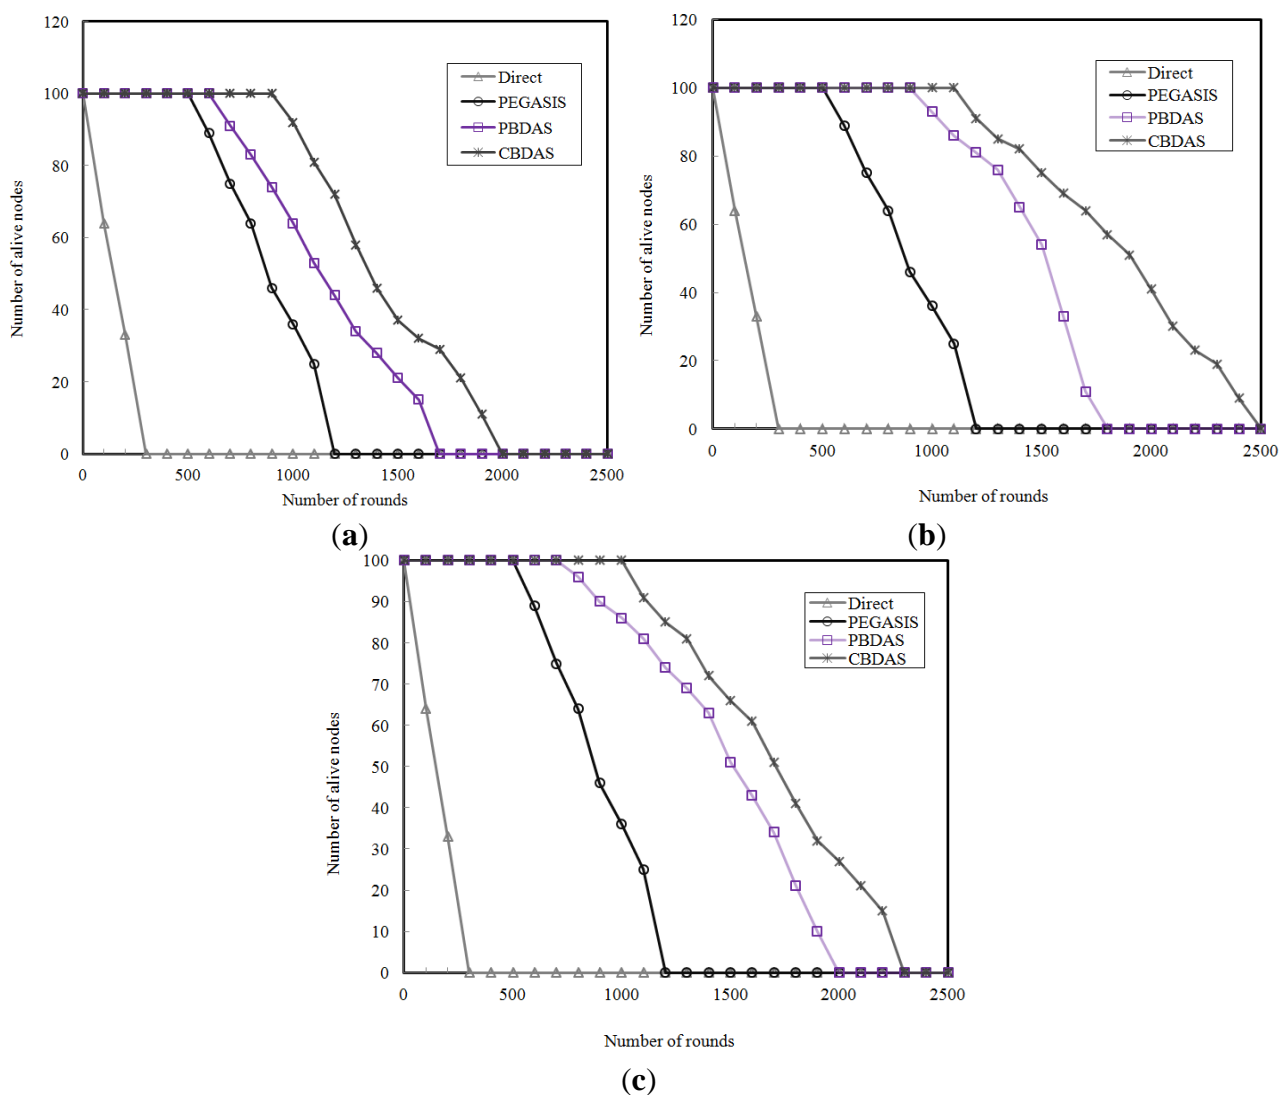 120
100
80
60
40
20
0
Number of alive nodes
Direct
PEGASIS
PBDAS
CBDAS
0 500 1000 1500 2000 2500
Number of rounds
(a)
120
100
80
60
40
20
0
Number of alive nodes
Direct
PEGASIS
PBDAS
CBDAS
0 500 1000 1500 2000 2500
Number of rounds
(b)
100
90
80
70
60
50
40
30
20
10
0
Number of alive nodes
Direct
PEGASIS
PBDAS
CBDAS
0 500 1000 1500 2000 2500
Number of rounds
(c)